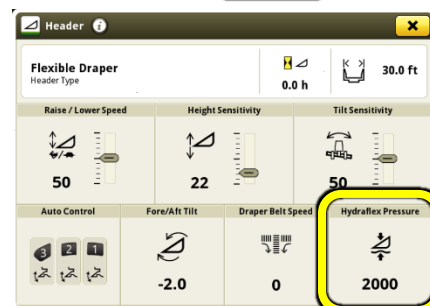 Header i
Flexible Draper
Header Type
0.0 h
30.0 ft
Raise / Lower Speed
Height Sensitivity
Tilt Sensitivity
50
22
50
Auto Control
Fore/Aft Tilt
Draper Belt Speed
Hydraflex Pressure
3 2 1
-2.0
0
2000